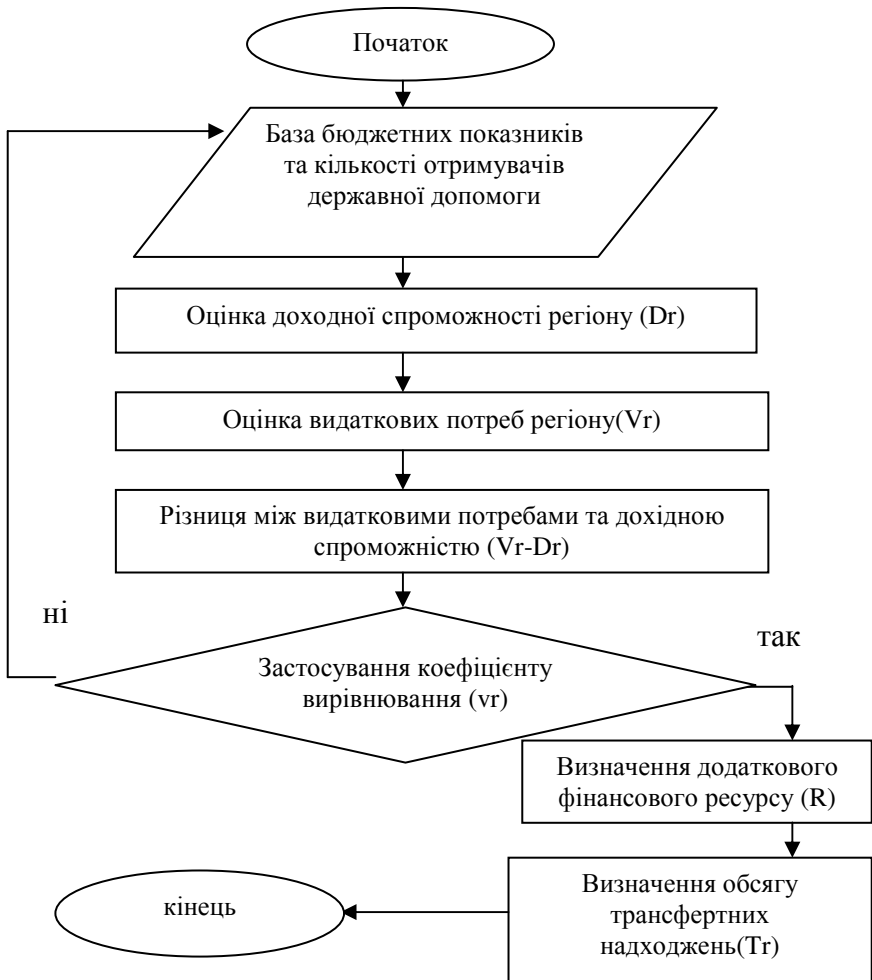 Початок
База бюджетних показників
та кількості отримувачів
державної допомоги
Оцінка доходної спроможності регіону (Dr)
Оцінка видаткових потреб регіону(Vr)
Різниця між видатковими потребами та дохідною
спроможністю (Vr-Dr)
ні
так
Застосування коефіцієнту
вирівнювання (vr)
Визначення додаткового
фінансового ресурсу (R)
Визначення обсягу
трансфертних
надходжень(Tr)
кінець